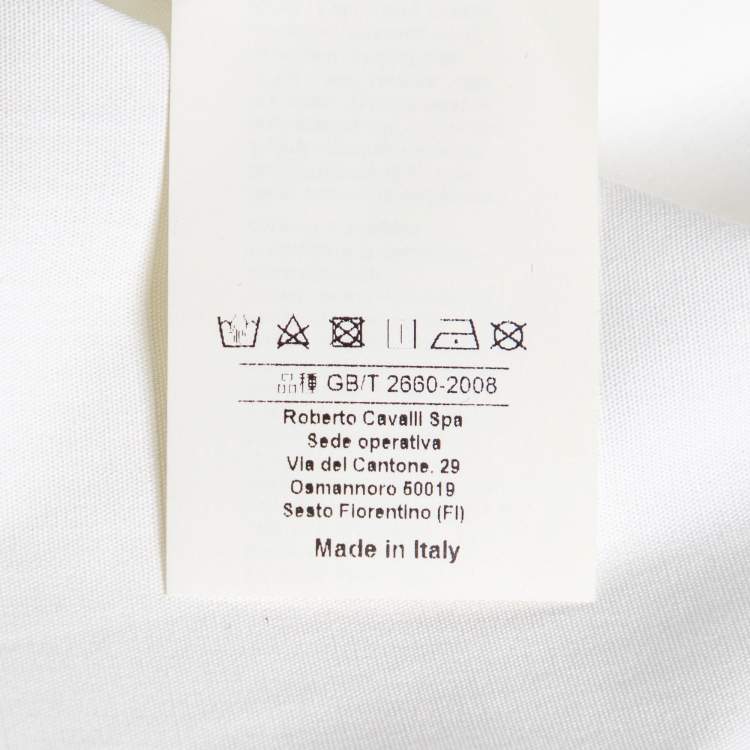 品種 GB/T 2660-2008
Roberto Cavalli Spa
Sede operativa
Via del Cantone. 29
Osmannoro 50019
Sesto Fiorentino (FI)
Made in Italy